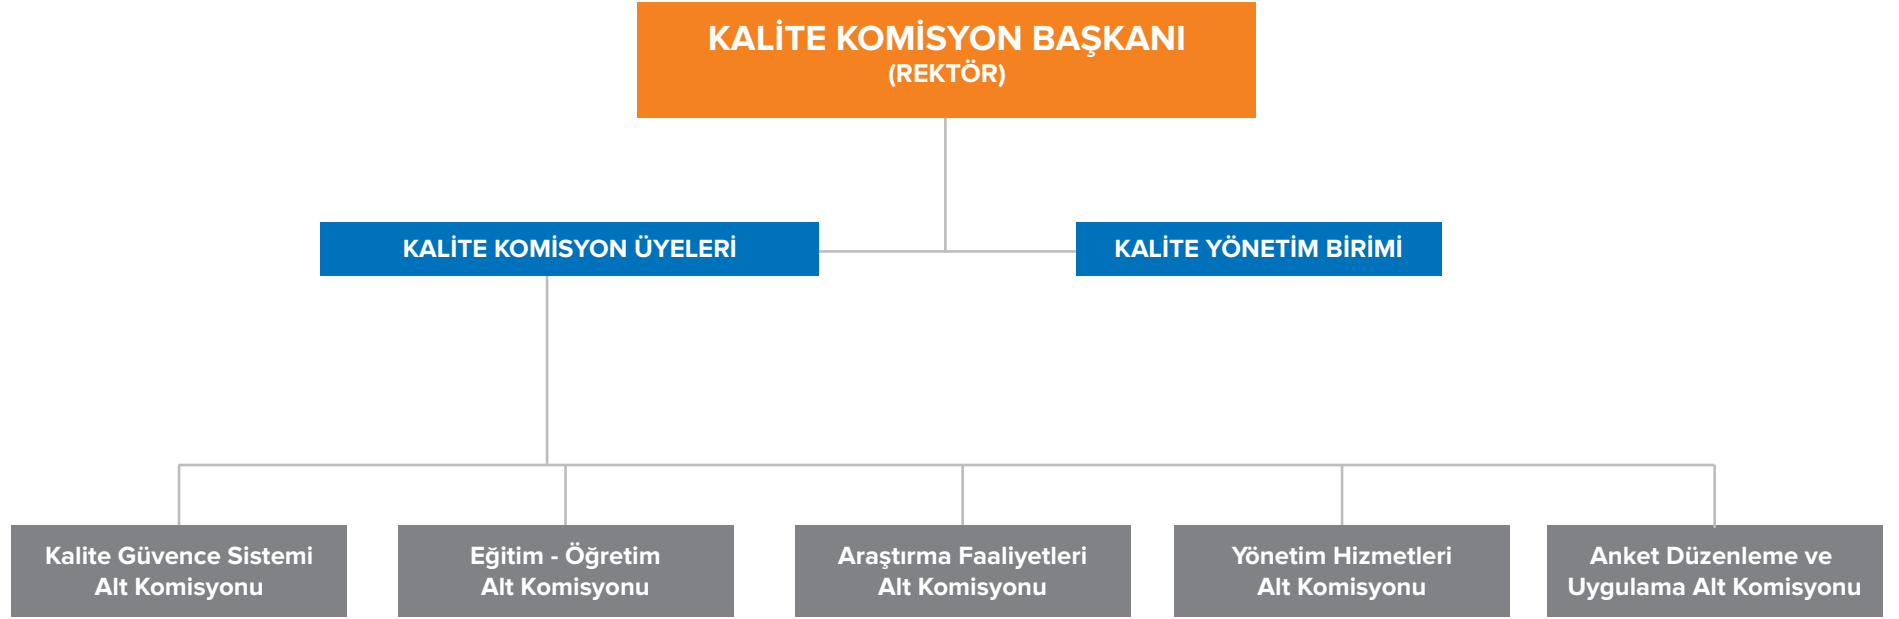 KALİTE KOMİSYON BAŞKANI
(REKTÖR)
KALİTE KOMİSYON ÜYELERİ
KALİTE YÖNETİM BİRİMİ
Kalite Güvence Sistemi
Alt Komisyonu
Eğitim - Öğretim
Alt Komisyonu
Araştırma Faaliyetleri
Alt Komisyonu
Yönetim Hizmetleri
Alt Komisyonu
Anket Düzenleme ve
Uygulama Alt Komisyonu